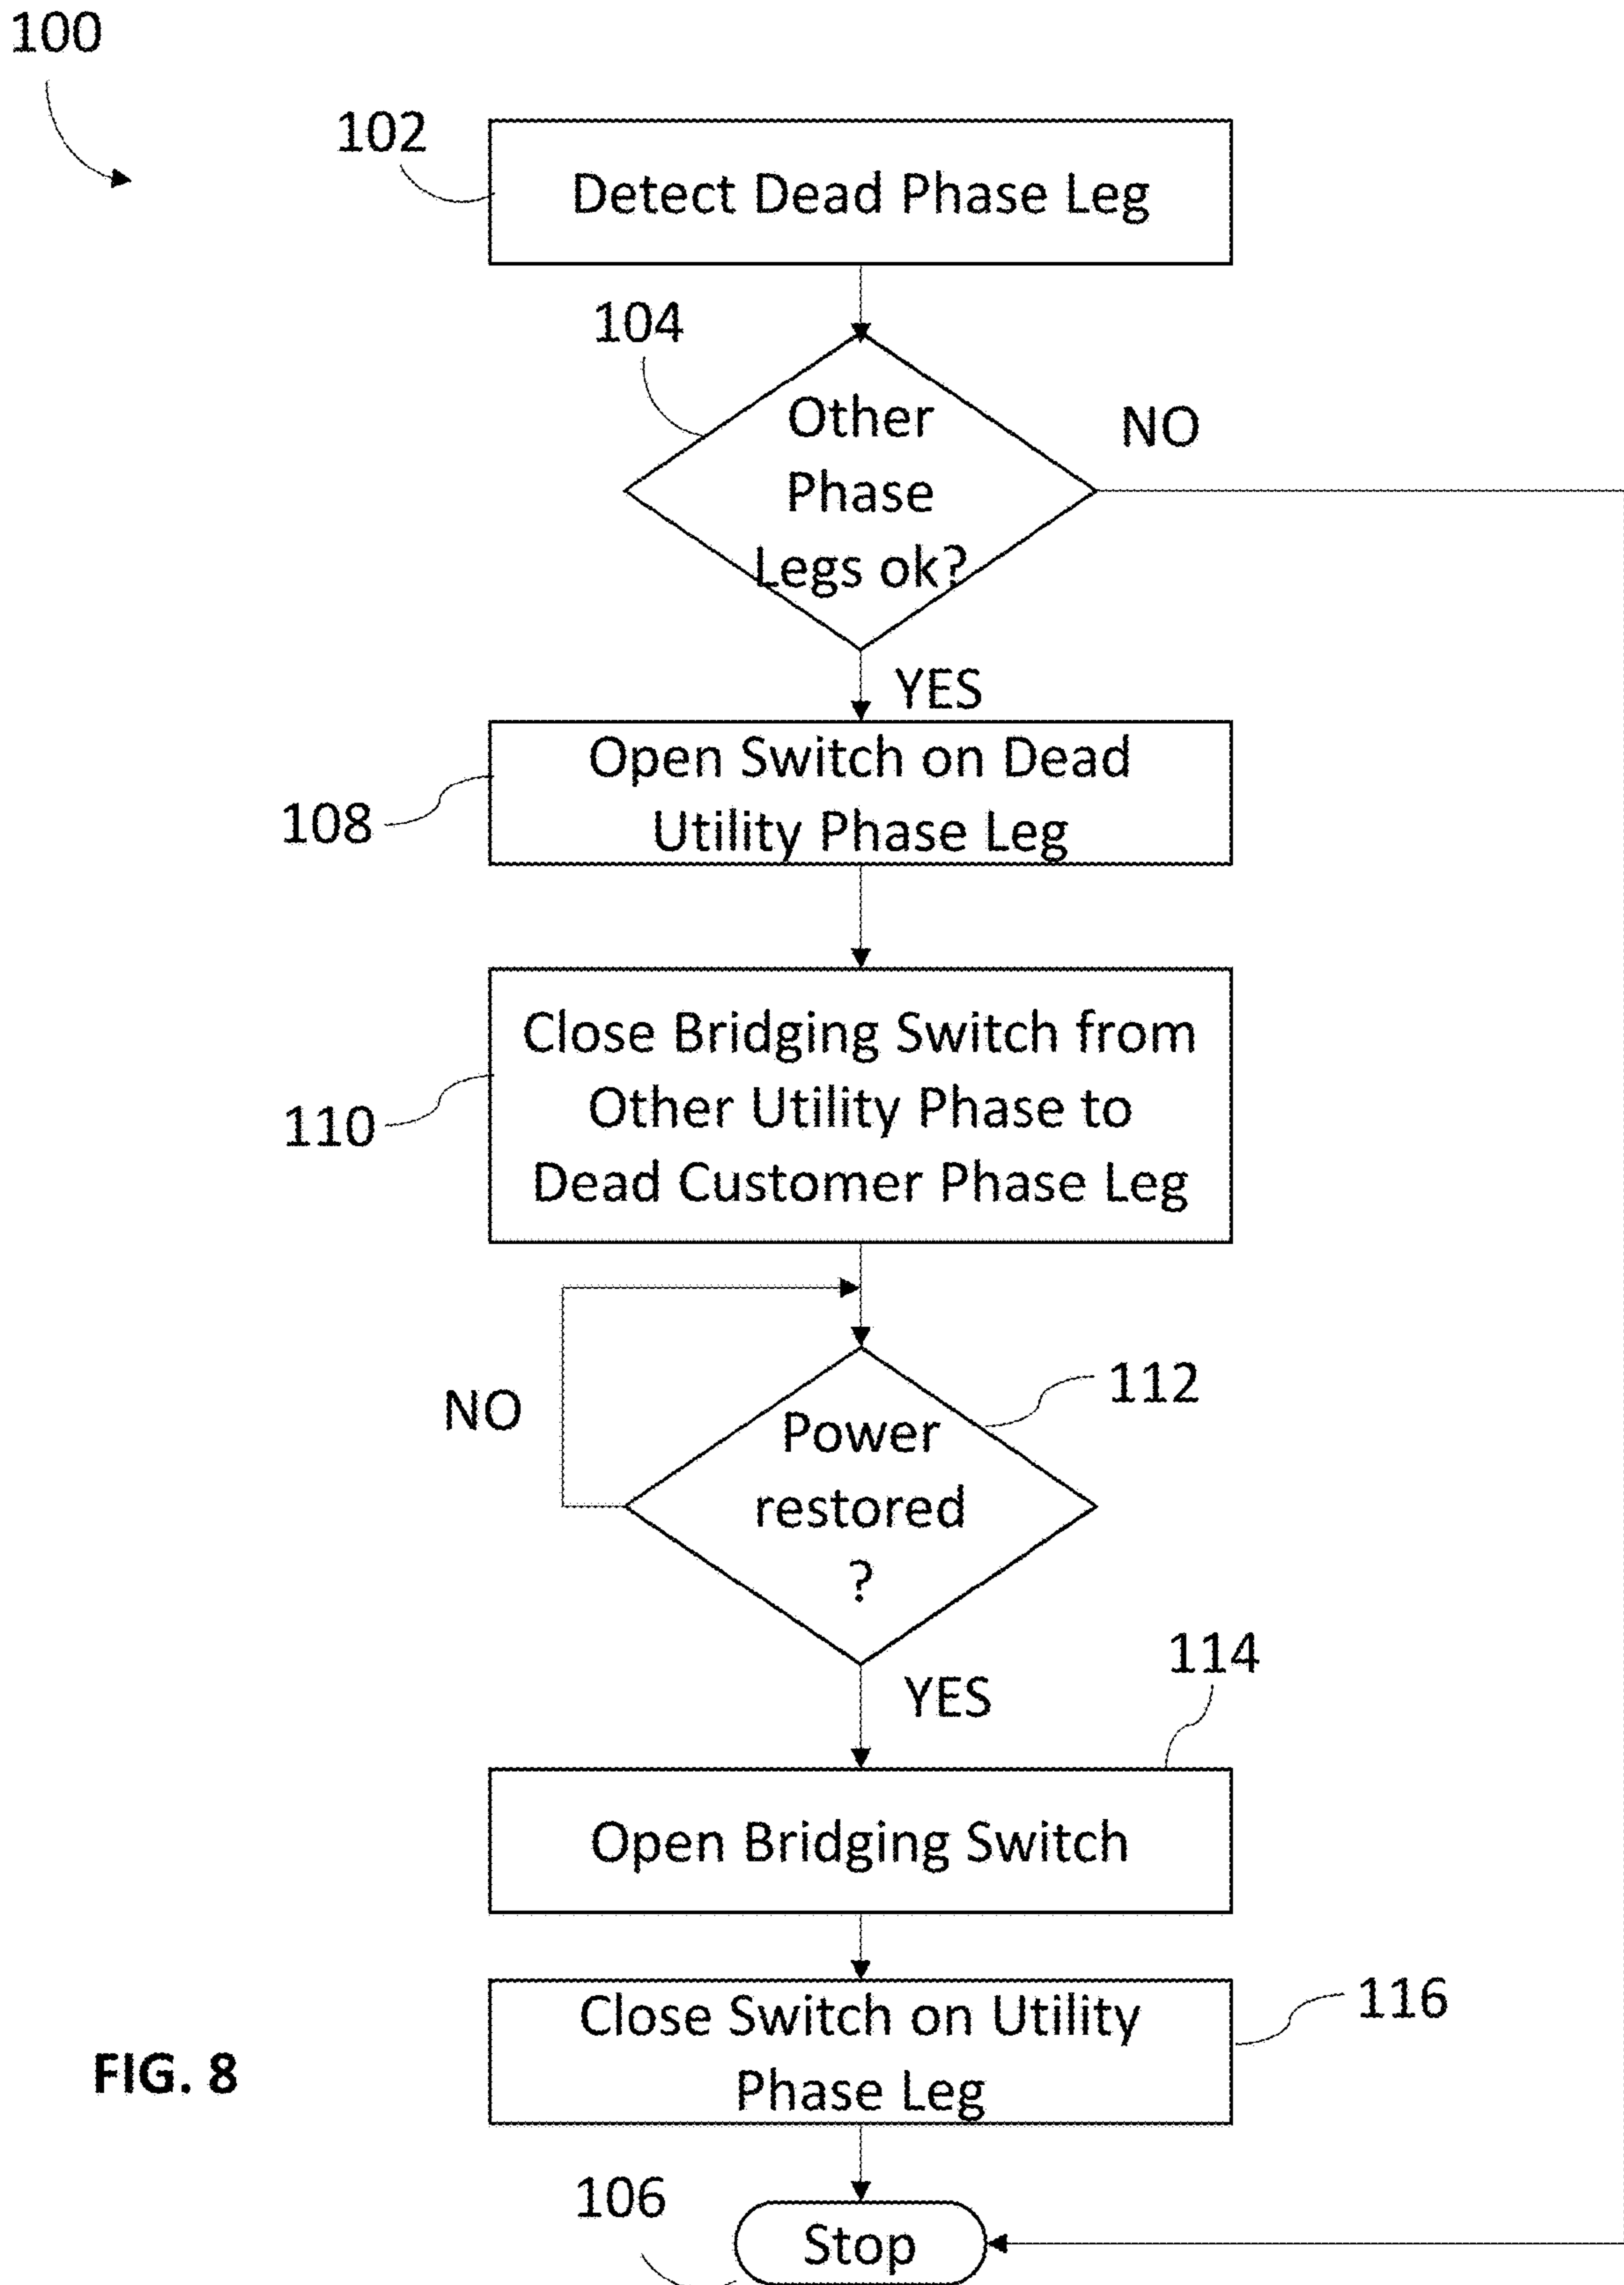 100
102
Detect Dead Phase Leg
104
Other
Phase
Legs ok?
NO
YES
108
Open Switch on Dead
Utility Phase Leg
110
Close Bridging Switch from
Other Utility Phase to
Dead Customer Phase Leg
NO
112
Power
restored
?
YES
114
Open Bridging Switch
116
Close Switch on Utility
Phase Leg
FIG. 8
106
Stop